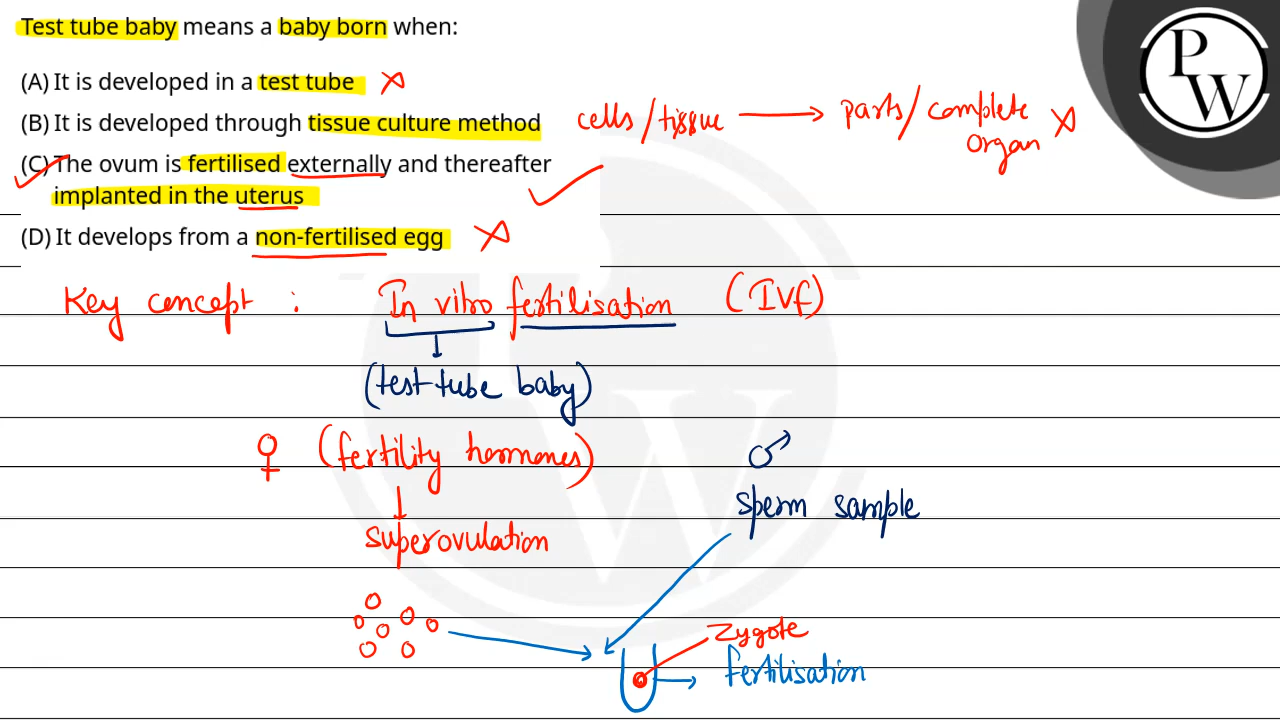 Test tube baby means a baby born when:
(A) It is developed in a test tube
(B) It is developed through tissue culture method
cells/tissue → parts/complete organ
(C) The ovum is fertilised externally and thereafter
implanted in the uterus
(D) It develops from a non-fertilised egg
Key concept : In vitro fertilisation (IVF)
(test-tube baby)
♀ (fertility hormones)
♂
sperm sample
superovulation
Zygote
fertilisation
PW